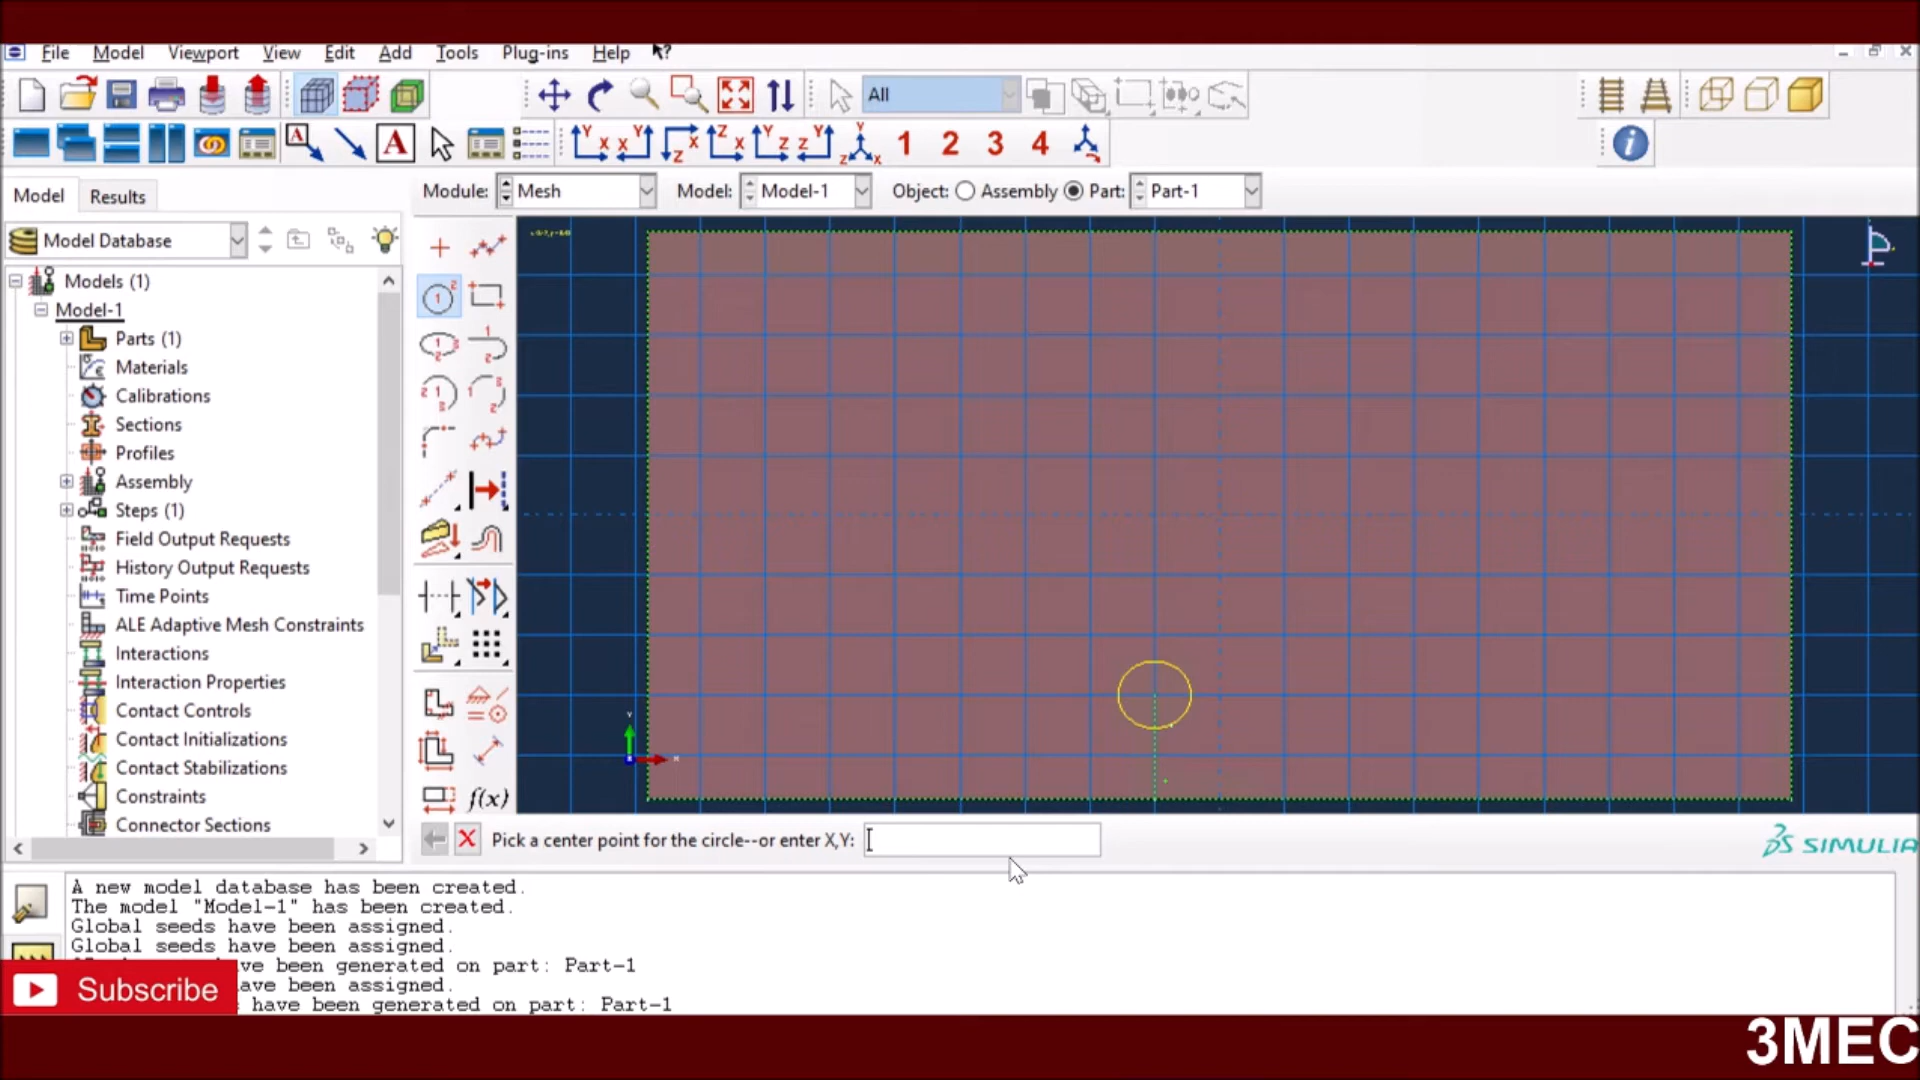 File Model Viewport View Edit Add Tools Plug-ins Help
All
A A 1 2 3 4
Model Results
Module: Mesh Model: Model-1 Object: Assembly Part: Part-1
Model Database
Models (1)
Model-1
Parts (1)
Materials
Calibrations
Sections
Profiles
Assembly
Steps (1)
Field Output Requests
History Output Requests
Time Points
ALE Adaptive Mesh Constraints
Interactions
Interaction Properties
Contact Controls
Contact Initializations
Contact Stabilizations
Constraints
Connector Sections
f(x)
Pick a center point for the circle--or enter X,Y:
SIMULIA
A new model database has been created.
The model "Model-1" has been created.
Global seeds have been assigned.
Global seeds have been assigned.
ve been generated on part: Part-1
ave been assigned.
have been generated on part: Part-1
Subscribe
3MEC